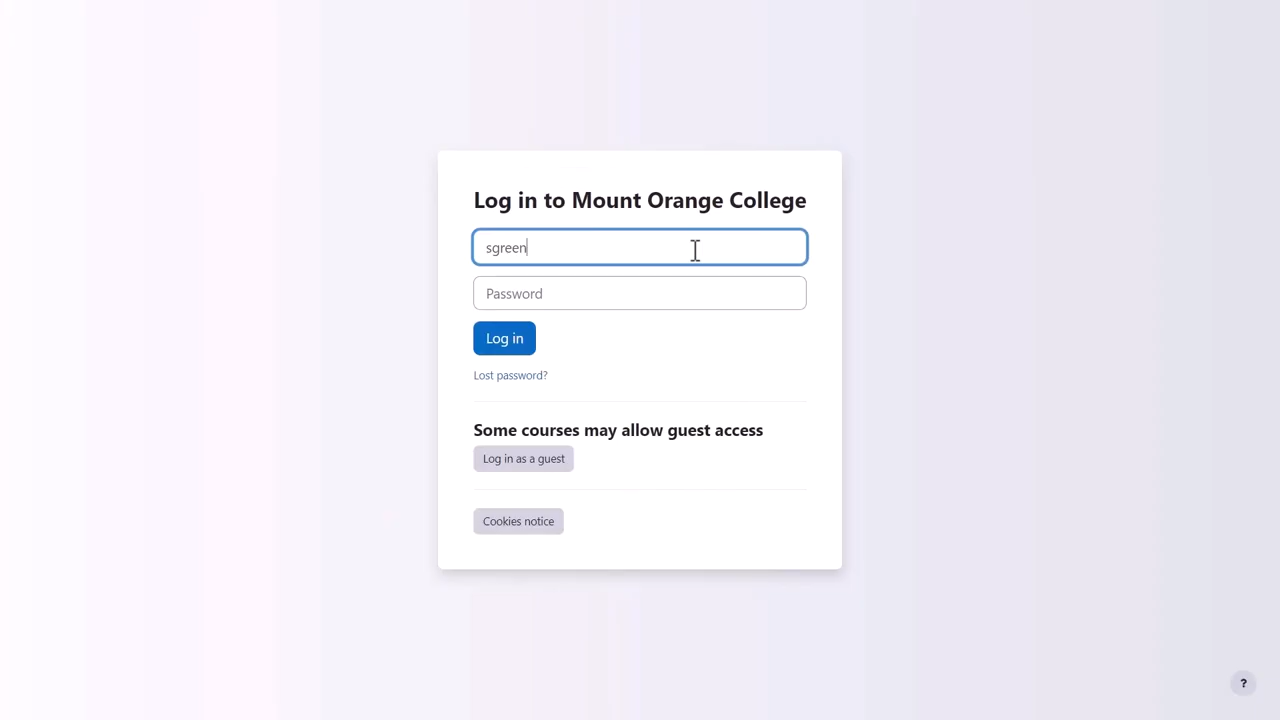 Log in to Mount Orange College
sgreen
Password
Log in
Lost password?
Some courses may allow guest access
Log in as a guest
Cookies notice
?